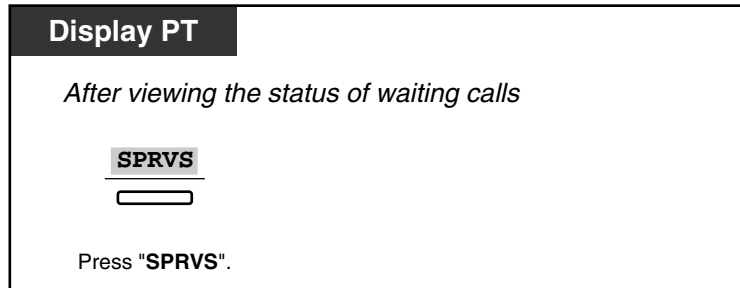 Display PT
After viewing the status of waiting calls
SPRVS
Press "SPRVS".